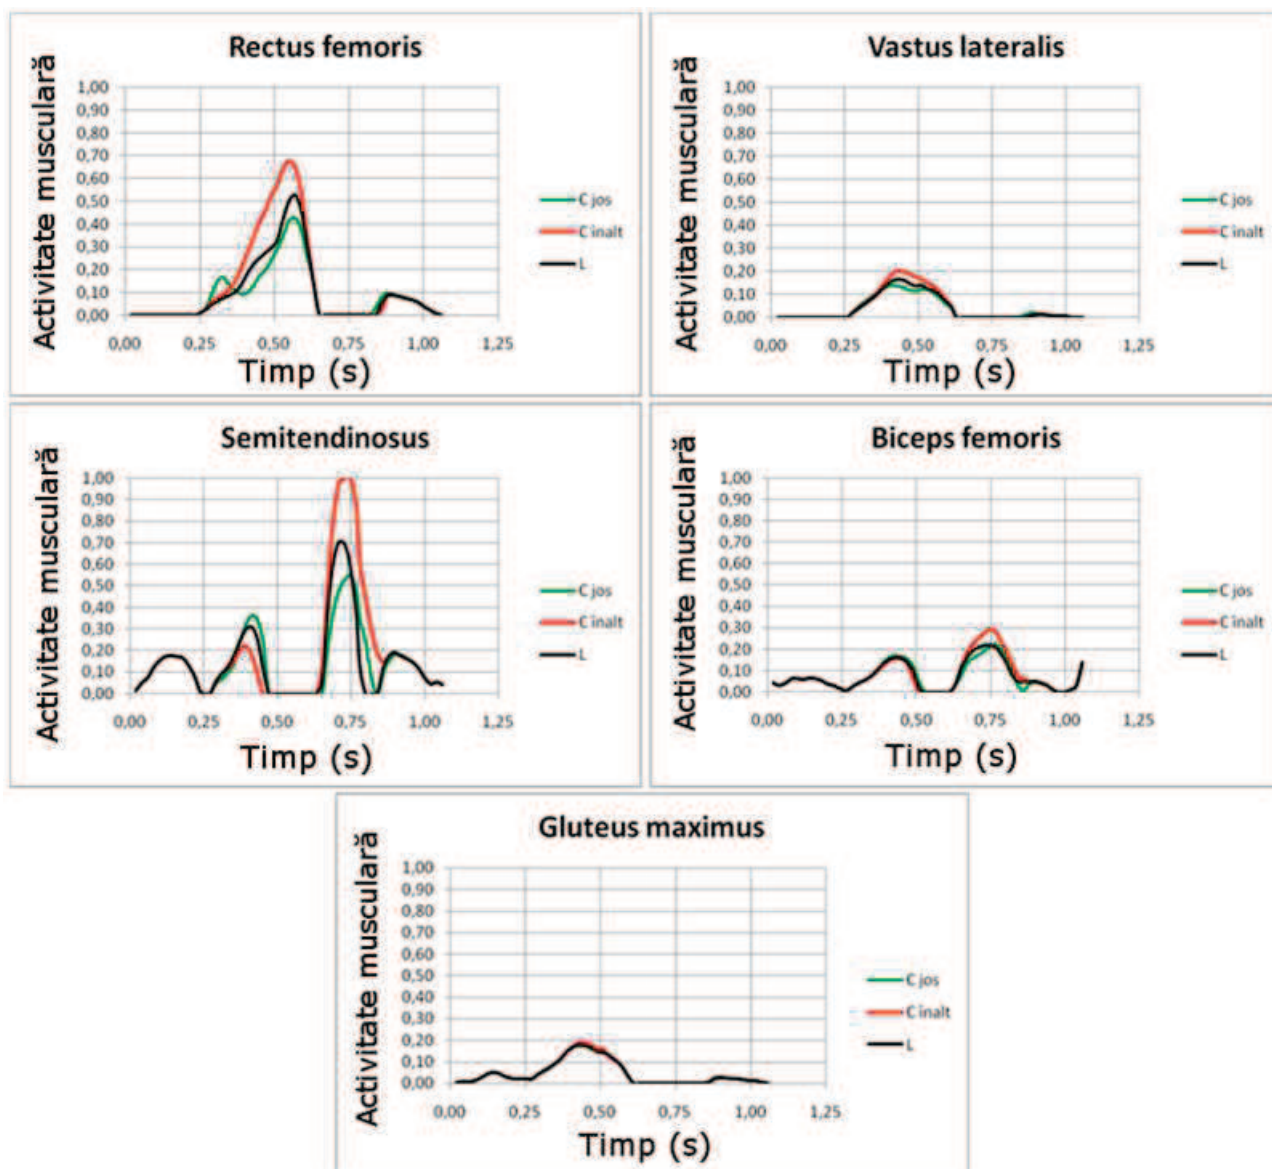 Rectus femoris
Activitate musculară
1,00
0,90
0,80
0,70
0,60
0,50
0,40
0,30
0,20
0,10
0,00
0,00 0,25 0,50 0,75 1,00 1,25
Timp (s)
C jos
C înalt
L
Vastus lateralis
Activitate musculară
1,00
0,90
0,80
0,70
0,60
0,50
0,40
0,30
0,20
0,10
0,00
0,00 0,25 0,50 0,75 1,00 1,25
Timp (s)
C jos
C înalt
L
Semitendinosus
Activitate musculară
1,00
0,90
0,80
0,70
0,60
0,50
0,40
0,30
0,20
0,10
0,00
0,00 0,25 0,50 0,75 1,00 1,25
Timp (s)
C jos
C înalt
L
Biceps femoris
Activitate musculară
1,00
0,90
0,80
0,70
0,60
0,50
0,40
0,30
0,20
0,10
0,00
0,00 0,25 0,50 0,75 1,00 1,25
Timp (s)
C jos
C înalt
L
Gluteus maximus
Activitate musculară
1,00
0,90
0,80
0,70
0,60
0,50
0,40
0,30
0,20
0,10
0,00
0,00 0,25 0,50 0,75 1,00 1,25
Timp (s)
C jos
C înalt
L